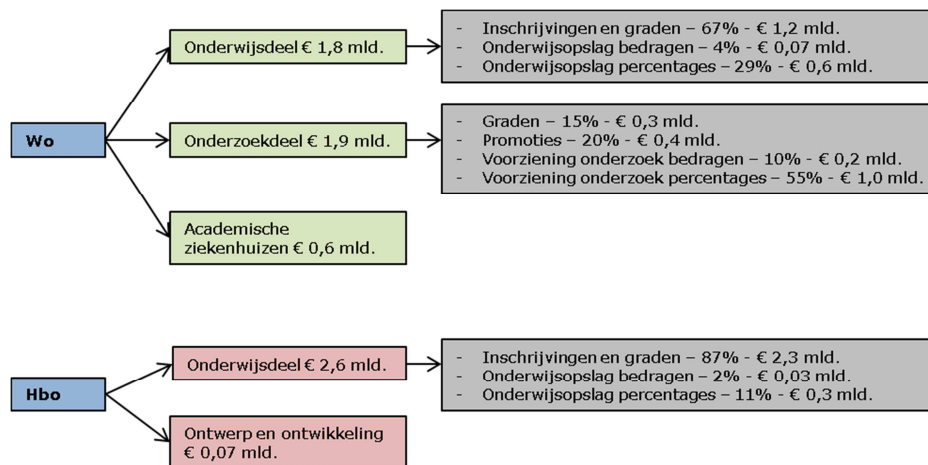 Wo
Onderwijsdeel € 1,8 mld.
- Inschrijvingen en graden – 67% - € 1,2 mld.
- Onderwijsopslag bedragen – 4% - € 0,07 mld.
- Onderwijsopslag percentages – 29% - € 0,6 mld.
Onderzoekdeel € 1,9 mld.
- Graden – 15% - € 0,3 mld.
- Promoties – 20% - € 0,4 mld.
- Voorziening onderzoek bedragen – 10% - € 0,2 mld.
- Voorziening onderzoek percentages – 55% - € 1,0 mld.
Academische
ziekenhuizen € 0,6 mld.
Hbo
Onderwijsdeel € 2,6 mld.
- Inschrijvingen en graden – 87% - € 2,3 mld.
- Onderwijsopslag bedragen – 2% - € 0,03 mld.
- Onderwijsopslag percentages – 11% - € 0,3 mld.
Ontwerp en ontwikkeling
€ 0,07 mld.